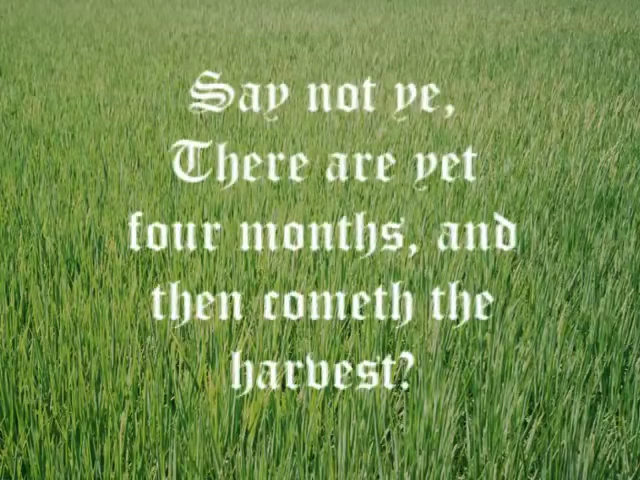 Say not ye,
There are yet
four months, and
then cometh the
harvest?